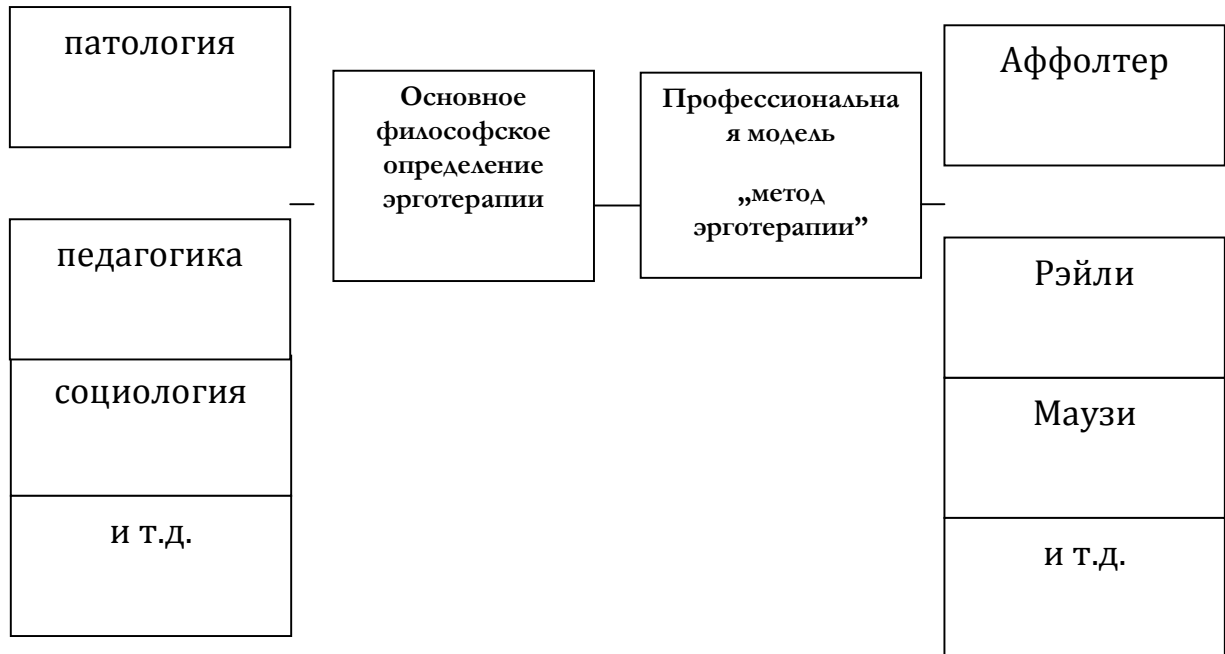 патология
педагогика
социология
и т.д.
Основное
философское
определение
эрготерапии
Профессиональна
я модель
„метод
эрготерапии”
Аффолтер
Рэйли
Маузи
и т.д.